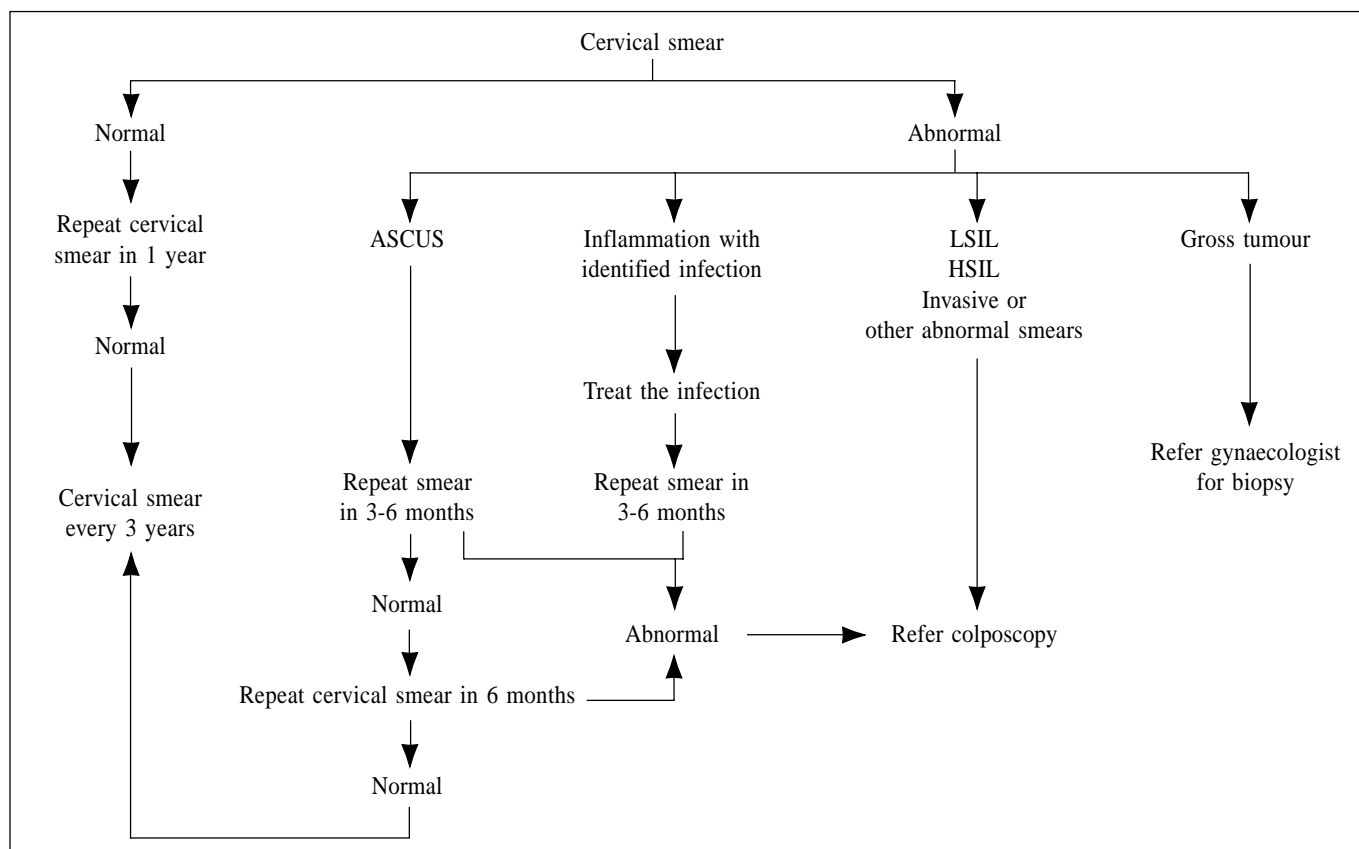 Cervical smear
Normal
Abnormal
Repeat cervical
smear in 1 year
ASCUS
Inflammation with
identified infection
LSIL
HSIL
Invasive or
other abnormal smears
Gross tumour
Normal
Treat the infection
Refer gynaecologist
for biopsy
Cervical smear
every 3 years
Repeat smear
in 3-6 months
Repeat smear in
3-6 months
Normal
Abnormal
Refer colposcopy
Repeat cervical smear in 6 months
Normal